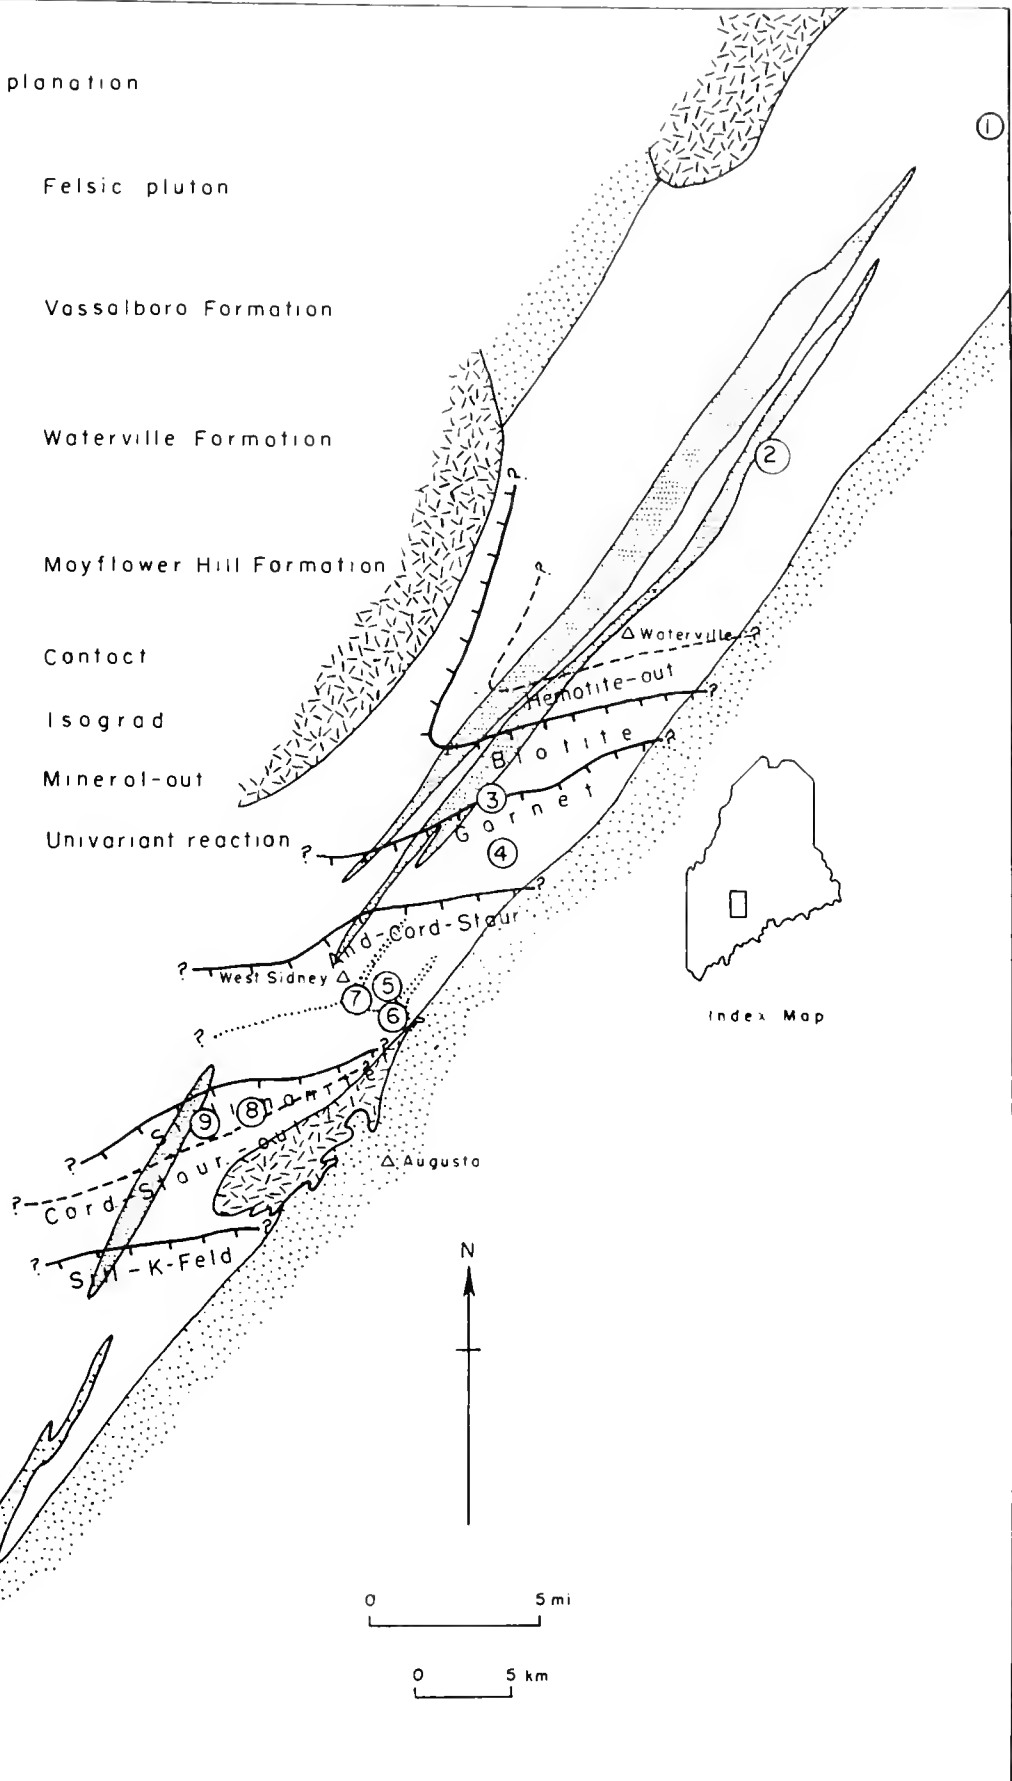 planation
①
Felsic pluton
Vassalboro Formation
Waterville Formation
②
?
Mayflower Hill Formation
?
△ Waterville ?
Contact
Hematite-out
?
Isograd
Biotite
?
Mineral-out
③
Garnet
Univariant reaction
?
④
?
And-Cord-Staur
?
West Sidney △
⑤
⑦
⑥
Index Map
?
?
?
Sillimanite
⑧
⑨
?
△ Augusta
?
Cord-Staur-out
?
?
Sill-K-Feld
N
0 5 mi
0 5 km